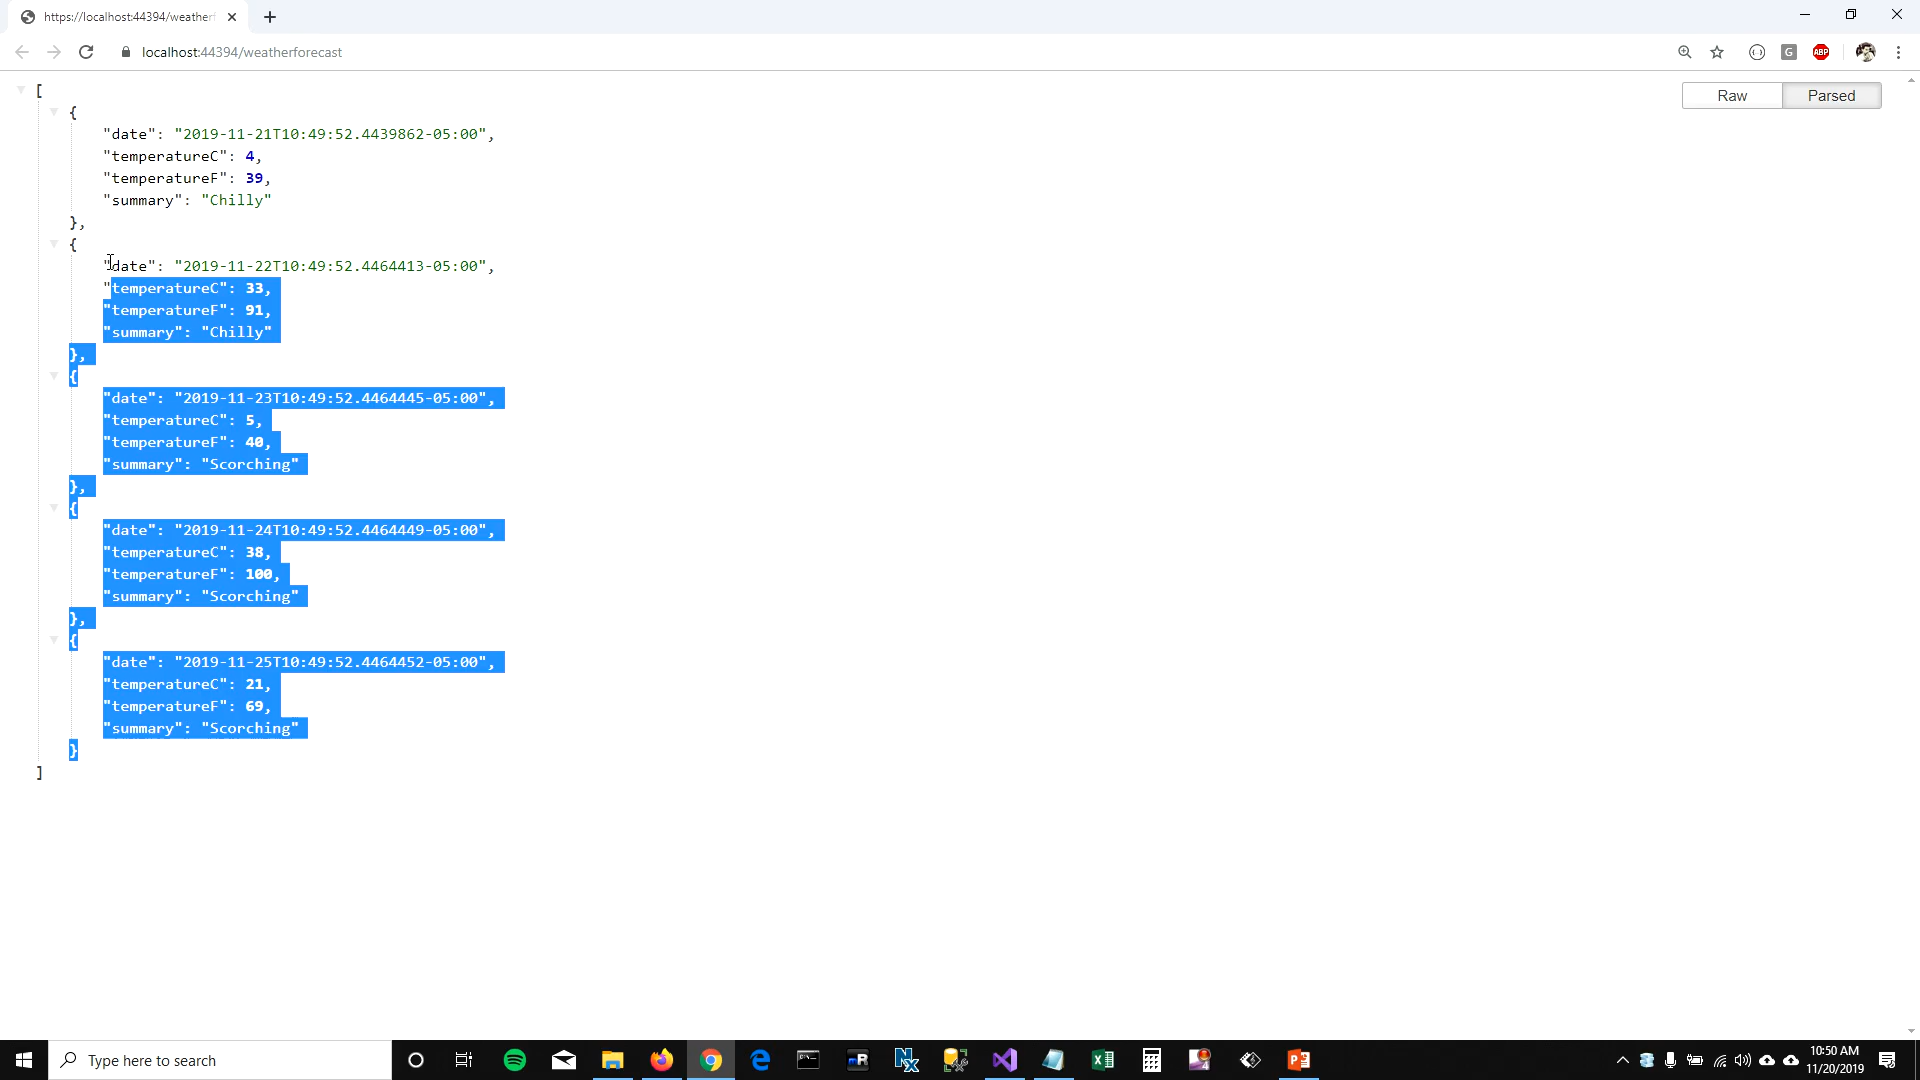 https://localhost:44394/weatherf
localhost:44394/weatherforecast
G
ABP
Raw
Parsed
[
{
"date": "2019-11-21T10:49:52.4439862-05:00",
"temperatureC": 4,
"temperatureF": 39,
"summary": "Chilly"
},
{
"date": "2019-11-22T10:49:52.4464413-05:00",
"temperatureC": 33,
"temperatureF": 91,
"summary": "Chilly"
},
{
"date": "2019-11-23T10:49:52.4464445-05:00",
"temperatureC": 5,
"temperatureF": 40,
"summary": "Scorching"
},
{
"date": "2019-11-24T10:49:52.4464449-05:00",
"temperatureC": 38,
"temperatureF": 100,
"summary": "Scorching"
},
{
"date": "2019-11-25T10:49:52.4464452-05:00",
"temperatureC": 21,
"temperatureF": 69,
"summary": "Scorching"
}
]
Type here to search
10:50 AM
11/20/2019